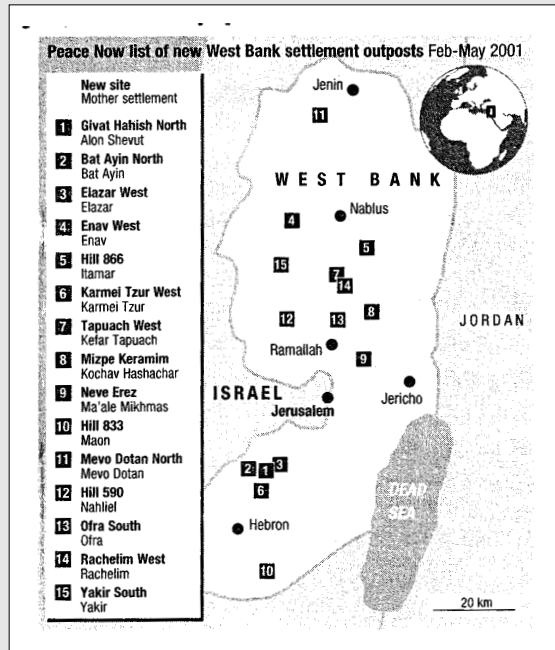 Peace Now list of new West Bank settlement outposts Feb-May 2001
New site
Mother settlement
1 Givat Hahish North
Alon Shevut
2 Bat Ayin North
Bat Ayin
3 Elazar West
Elazar
4 Enav West
Enav
5 Hill 866
Itamar
6 Karmei Tzur West
Karmei Tzur
7 Tapuach West
Kefar Tapuach
8 Mizpe Keramim
Kochav Hashachar
9 Neve Erez
Ma'ale Mikhmas
10 Hill 833
Maon
11 Mevo Dotan North
Mevo Dotan
12 Hill 590
Nahliel
13 Ofra South
Ofra
14 Rachelim West
Rachelim
15 Yakir South
Yakir
Jenin
11
WEST BANK
Nablus
4
5
15
7
14
12
13
8
JORDAN
Ramallah
9
ISRAEL
Jericho
Jerusalem
2 1 3
6
DEAD
SEA
Hebron
10
20 km